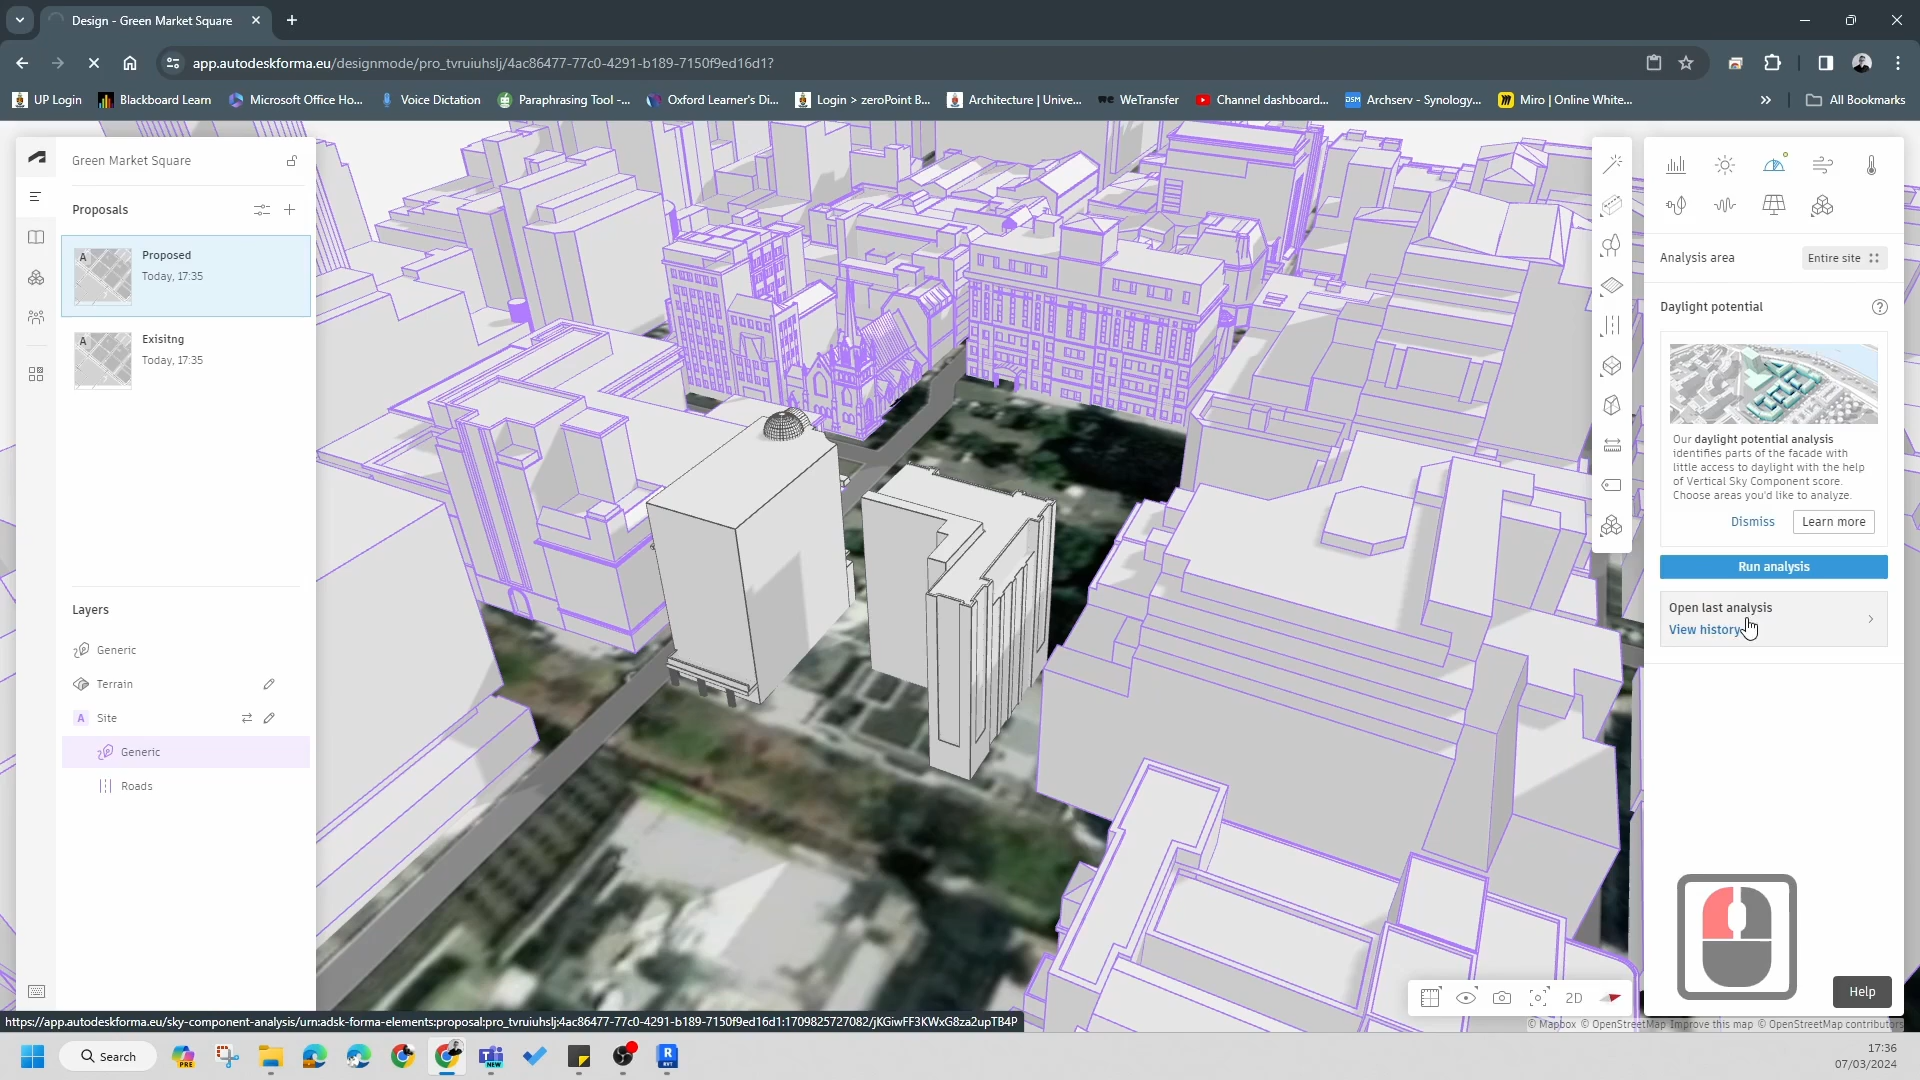 Design - Green Market Square
app.autodeskforma.eu/designmode/pro_tvruiuhslj/4ac86477-77c0-4291-b189-7150f9ed16d1?
UP Login
Blackboard Learn
Microsoft Office Ho...
Voice Dictation
Paraphrasing Tool -...
Oxford Learner's Di...
Login > zeroPoint B...
Architecture | Unive...
WeTransfer
Channel dashboard...
Archserv - Synology...
Miro | Online White...
All Bookmarks
Green Market Square
Proposals
A
Proposed
Today, 17:35
A
Exisitng
Today, 17:35
Layers
Generic
Terrain
A Site
Generic
Roads
Analysis area
Entire site
Daylight potential
Our daylight potential analysis
identifies parts of the facade with
little access to daylight with the help
of Vertical Sky Component score.
Choose areas you'd like to analyze.
Dismiss
Learn more
Run analysis
Open last analysis
View history
2D
Help
https://app.autodeskforma.eu/sky-component-analysis/urn:adsk-forma-elements:proposal:pro_tvruiuhslj:4ac86477-77c0-4291-b189-7150f9ed16d1:1709825727082/jKGiwFF3KWxG8za2upTB4P
© Mapbox © OpenStreetMap Improve this map © OpenStreetMap contributors
Search
PRE
NEW
R
RVT
17:36
07/03/2024